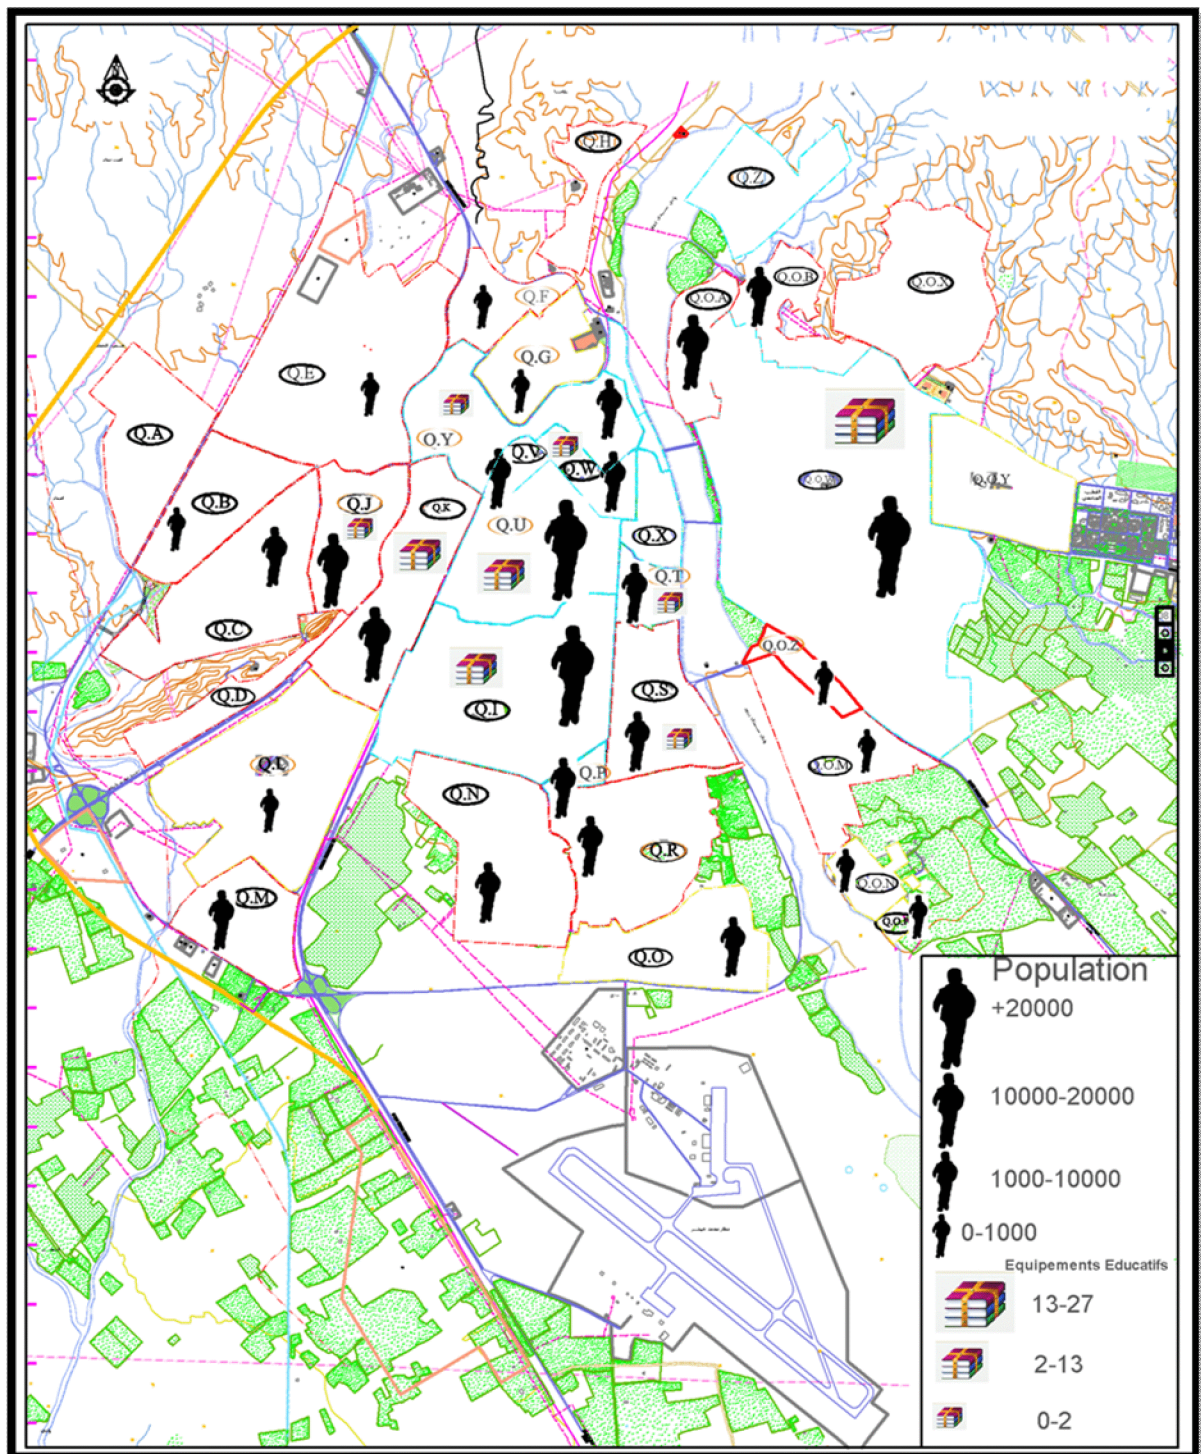 Q.H
Q.Z
Q.O.B
Q.O.X
Q.O.A
Q.F
Q.G
Q.E
Q.A
Q.Y
Q.V
Q.W
Q.B
Q.J
Q.K
Q.U
Q.X
Q.O.Y
Q.T
Q.C
Q.O.Z
Q.D
Q.I
Q.S
Q.L
Q.N
Q.P
Q.O.M
Q.R
Q.O.N
Q.M
Q.O
Population
+20000
10000-20000
1000-10000
0-1000
Equipements Educatifs
13-27
2-13
0-2